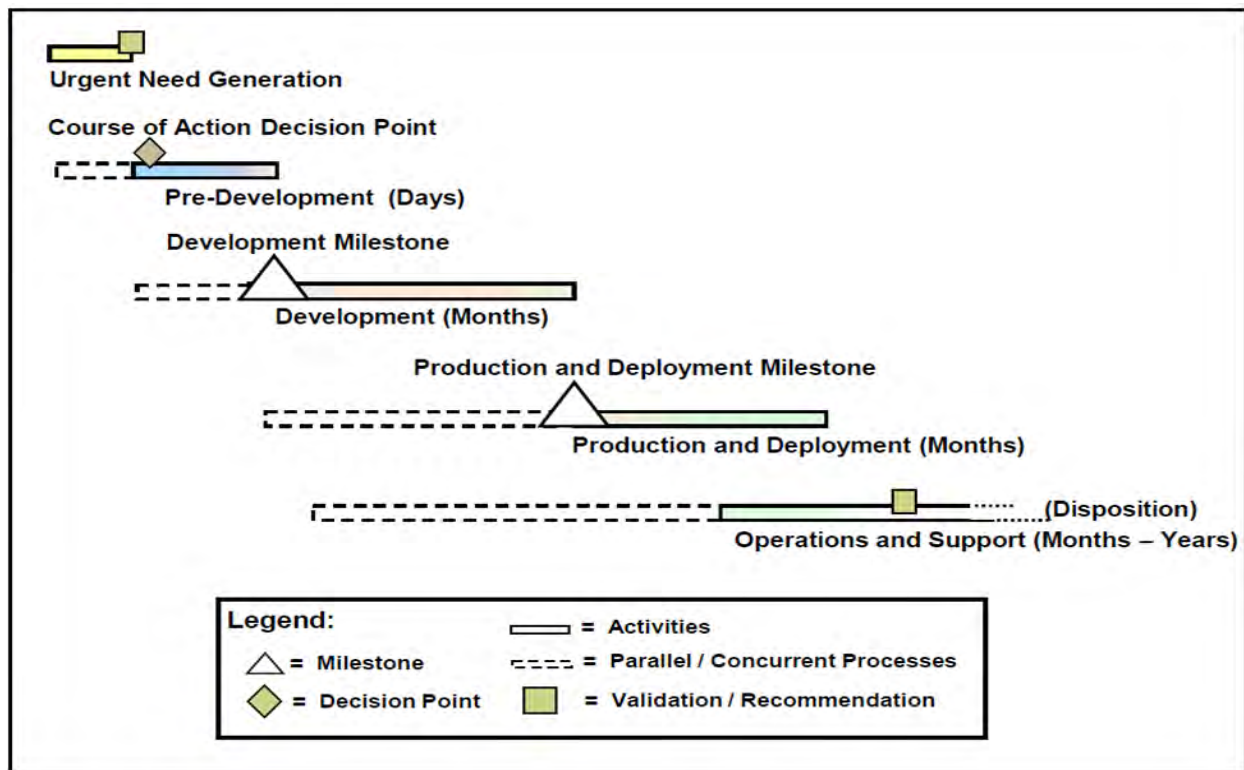 Urgent Need Generation
Course of Action Decision Point
Pre-Development (Days)
Development Milestone
Development (Months)
Production and Deployment Milestone
Production and Deployment (Months)
(Disposition)
Operations and Support (Months – Years)
Legend:
= Activities
= Milestone
= Parallel / Concurrent Processes
= Decision Point
= Validation / Recommendation